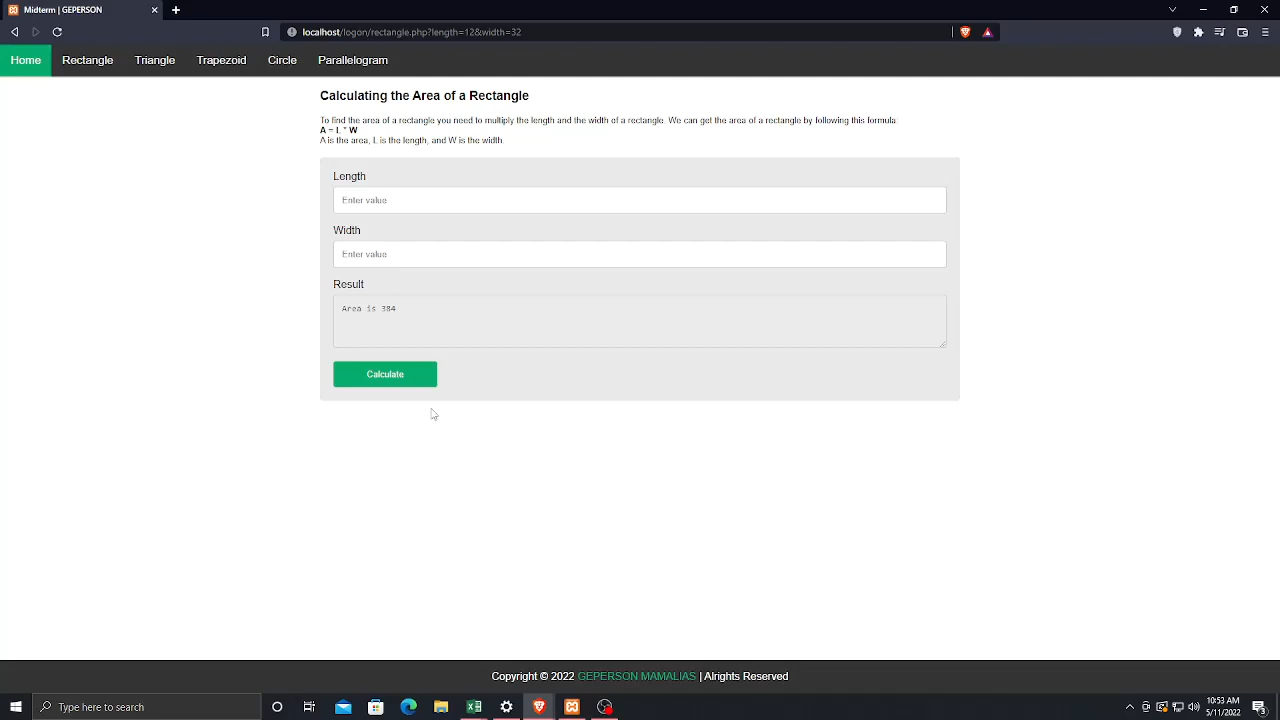 Midterm | GEPERSON
localhost/logon/rectangle.php?length=12&width=32
Home Rectangle Triangle Trapezoid Circle Parallelogram
Calculating the Area of a Rectangle
To find the area of a rectangle you need to multiply the length and the width of a rectangle. We can get the area of a rectangle by following this formula:
A = L * W
A is the area, L is the length, and W is the width.
Length
Enter value
Width
Enter value
Result
Area is 384
Calculate
Copyright © 2022 GEPERSON MAMALIAS | Alrights Reserved
Type here to search
10:53 AM
5/11/2022